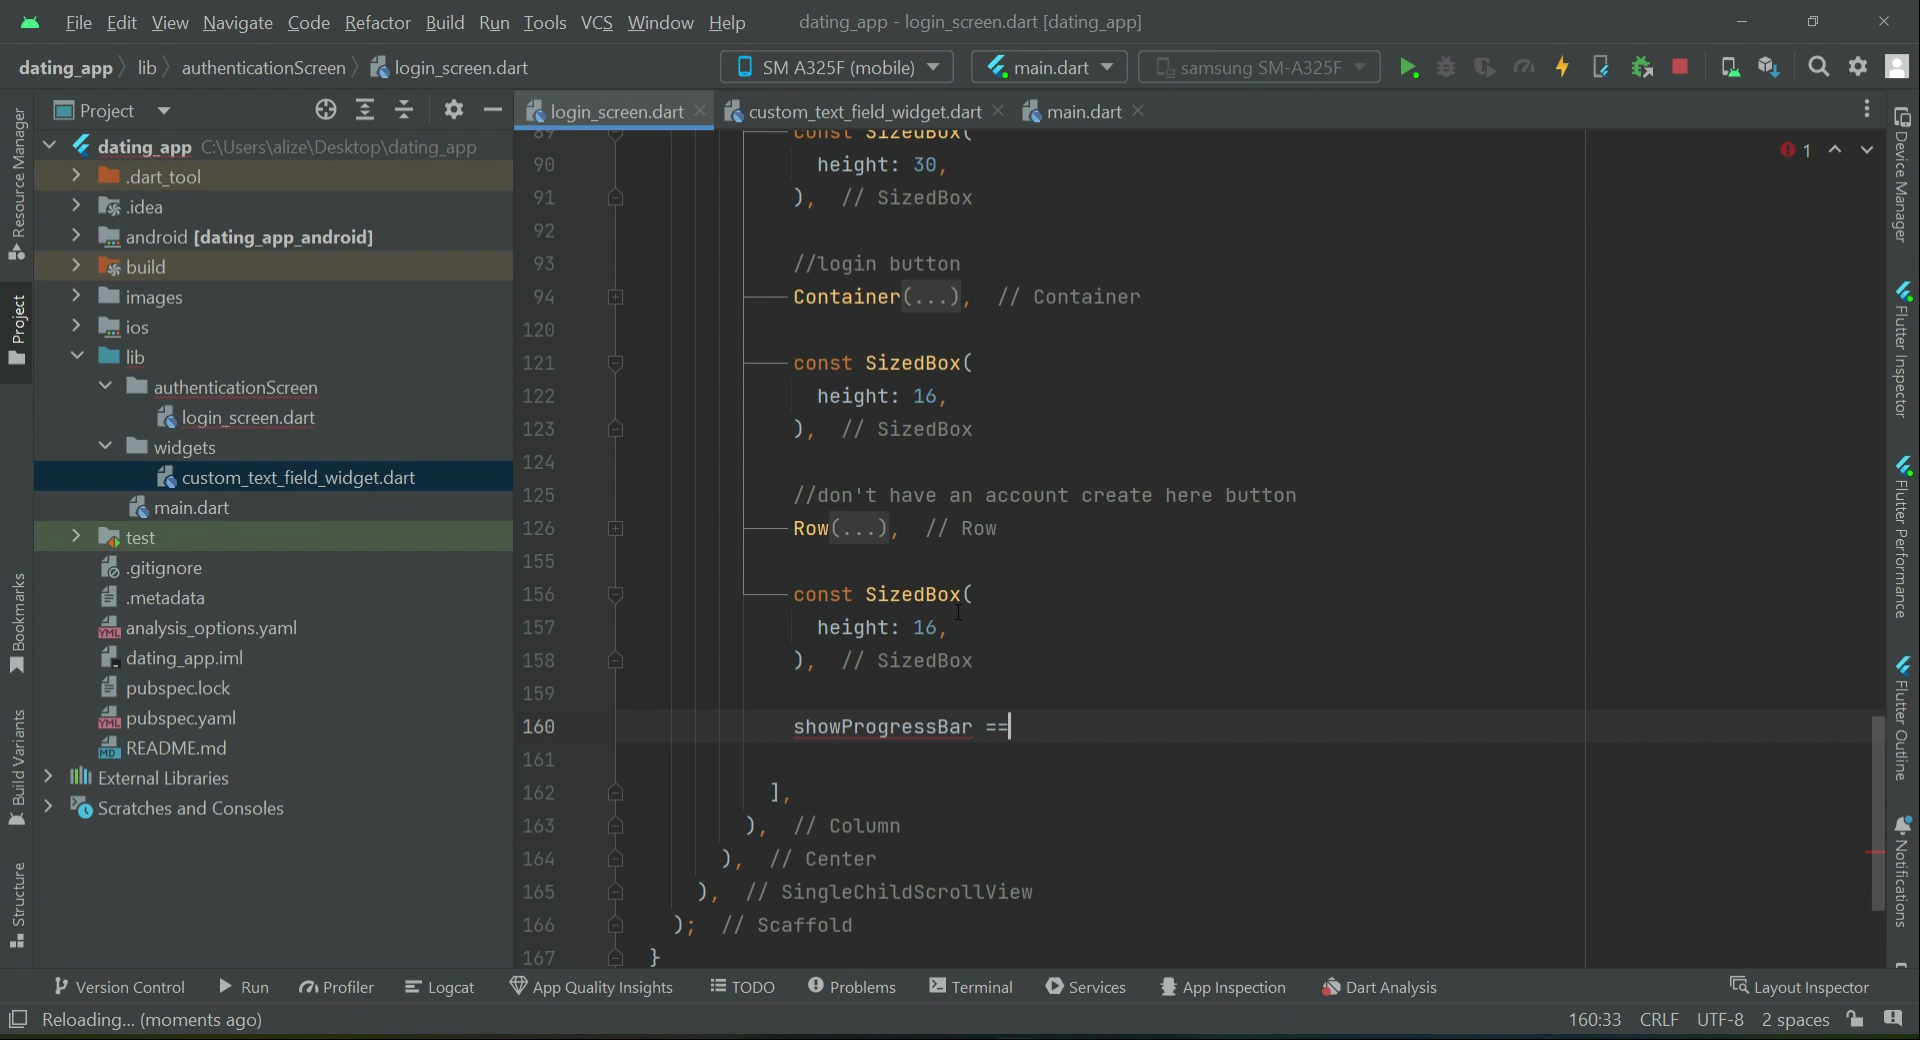 File Edit View Navigate Code Refactor Build Run Tools VCS Window Help dating_app - login_screen.dart [dating_app]
dating_app lib authenticationScreen login_screen.dart SM A325F (mobile) main.dart samsung SM-A325F
Project login_screen.dart custom_text_field_widget.dart main.dart
dating_app C:\Users\alize\Desktop\dating_app
.dart_tool
.idea
android [dating_app_android]
build
images
ios
lib
authenticationScreen
login_screen.dart
widgets
custom_text_field_widget.dart
main.dart
test
.gitignore
.metadata
analysis_options.yaml
dating_app.iml
pubspec.lock
pubspec.yaml
README.md
External Libraries
Scratches and Consoles
Resource Manager
Project
Bookmarks
Build Variants
Structure
1
89 const SizedBox(
90 height: 30,
91 ), // SizedBox
92
93 //login button
94 Container(...), // Container
120
121 const SizedBox(
122 height: 16,
123 ), // SizedBox
124
125 //don't have an account create here button
126 Row(...), // Row
155
156 const SizedBox(
157 height: 16,
158 ), // SizedBox
159
160 showProgressBar ==
161
162 ],
163 ), // Column
164 ), // Center
165 ), // SingleChildScrollView
166 ); // Scaffold
167 }
Device Manager
Flutter Inspector
Flutter Performance
Flutter Outline
Notifications
Version Control Run Profiler Logcat App Quality Insights TODO Problems Terminal Services App Inspection Dart Analysis Layout Inspector
Reloading... (moments ago) 160:33 CRLF UTF-8 2 spaces